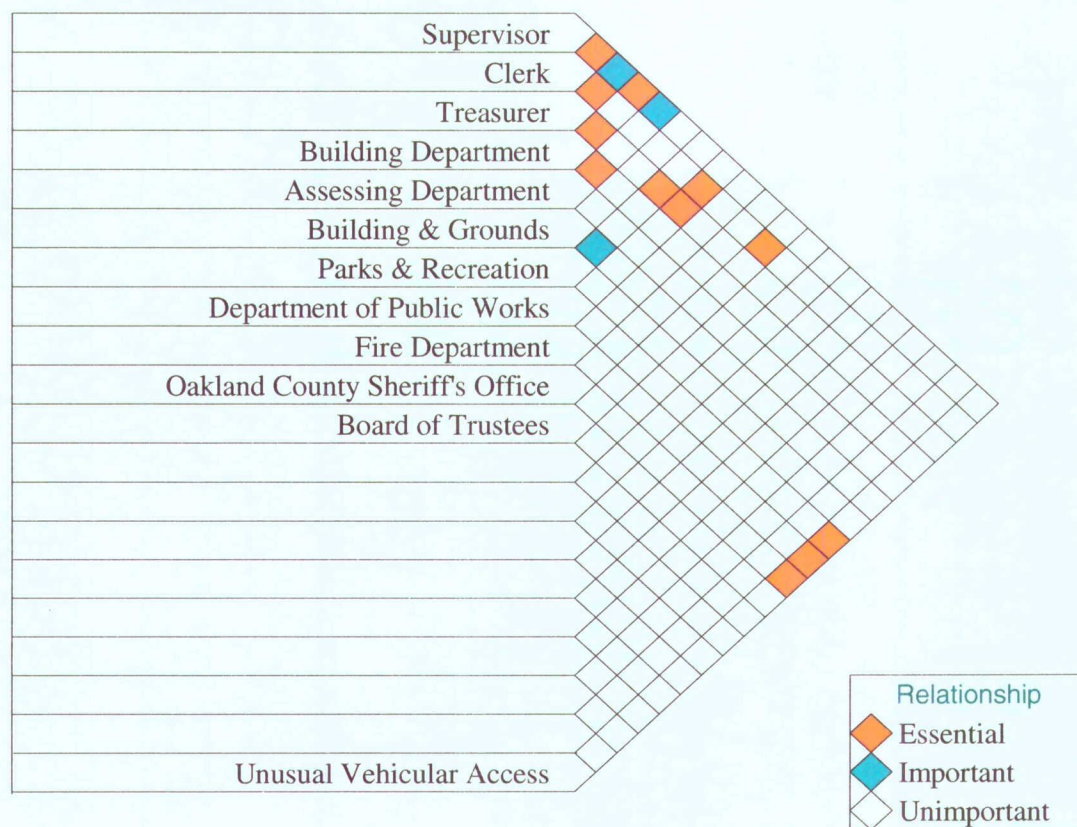 Supervisor
Clerk
Treasurer
Building Department
Assessing Department
Building & Grounds
Parks & Recreation
Department of Public Works
Fire Department
Oakland County Sheriff's Office
Board of Trustees
Unusual Vehicular Access
Relationship
Essential
Important
Unimportant